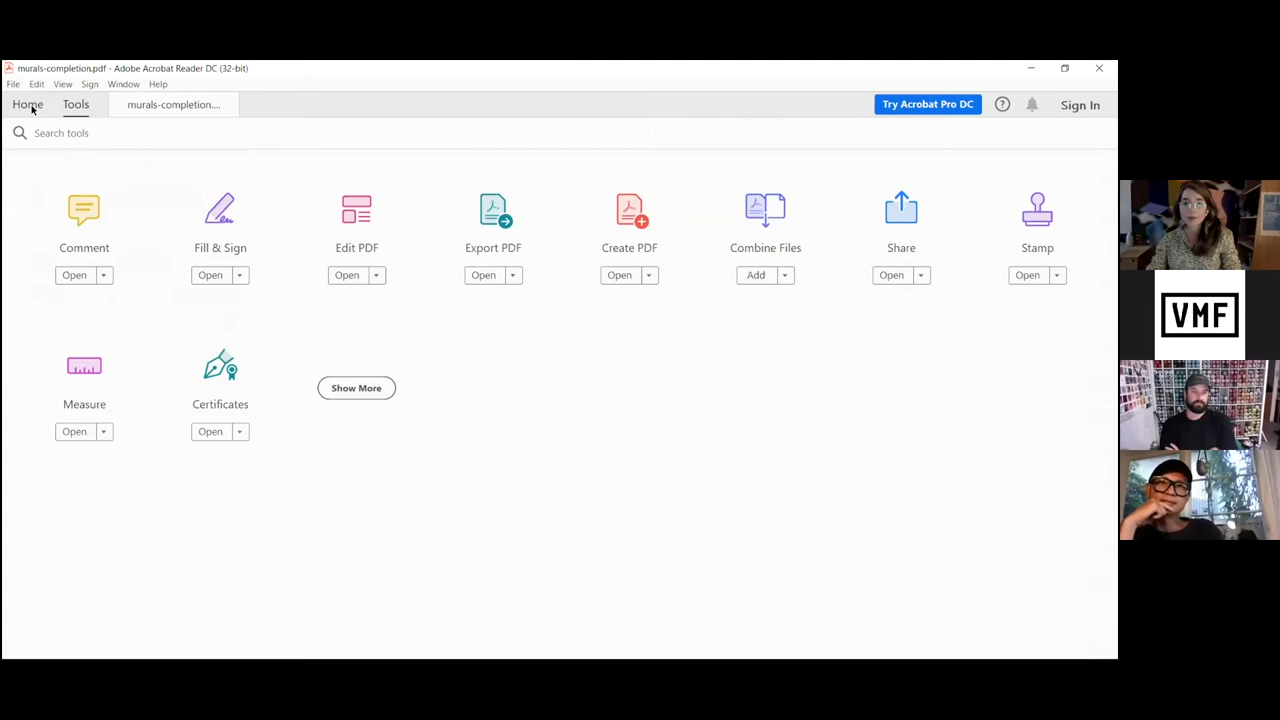 murals-completion.pdf - Adobe Acrobat Reader DC (32-bit)
File Edit View Sign Window Help
Home Tools murals-completion.... Try Acrobat Pro DC ? Sign In
Search tools
Comment Fill & Sign Edit PDF Export PDF Create PDF Combine Files Share Stamp
Open Open Open Open Open Add Open Open
Measure Certificates Show More
Open Open
VMF